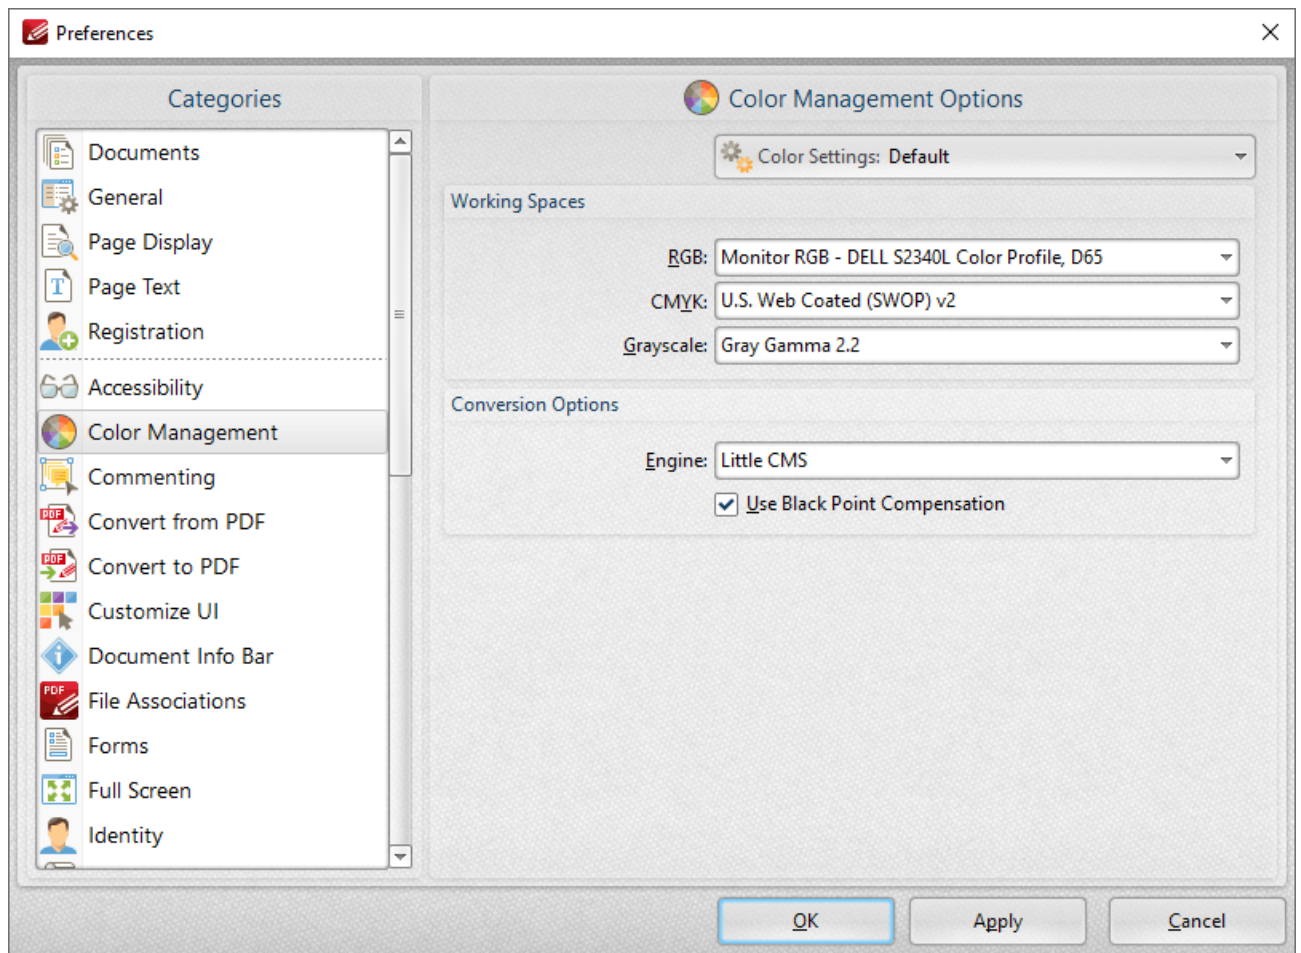 Preferences
Categories
Documents
General
Page Display
T
Page Text
Registration
Accessibility
Color Management
Commenting
PDF
Convert from PDF
PDF
Convert to PDF
Customize UI
i
Document Info Bar
PDF
File Associations
Forms
Full Screen
Identity
Color Management Options
Color Settings: Default
Working Spaces
RGB: Monitor RGB - DELL S2340L Color Profile, D65
CMYK: U.S. Web Coated (SWOP) v2
Grayscale: Gray Gamma 2.2
Conversion Options
Engine: Little CMS
Use Black Point Compensation
OK Apply Cancel